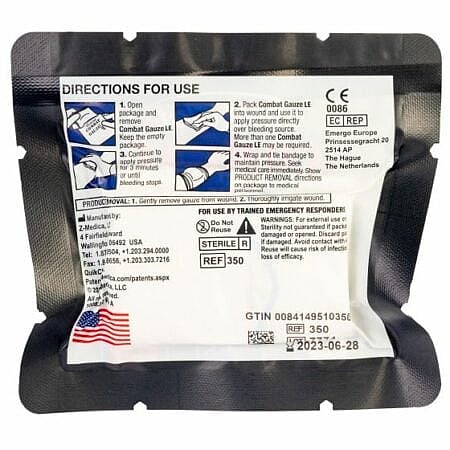 DIRECTIONS FOR USE
1. Open
package and
remove
Combat Gauze LE.
Keep the
empty
package.
2. Pack Combat Gauze LE
into wound and use it to
apply pressure directly
over bleeding source.
More than one Combat
Gauze LE may be required.
3. Continue to
apply pressure
for 3 minutes
or until
bleeding stops.
4. Wrap and tie bandage to
maintain pressure. Seek
medical care immediately. Show
PRODUCT REMOVAL directions
on package to medical
CE
0086
EC REP
Emergo Europe
Prinsessegracht 20
2514 AP
The Hague
The Netherlands
1. Gently remove gauze from wound. 2. Thoroughly irrigate wound.
Manufactured by:
Z-Medica,
4 Fairfield
06492 USA
Tel:
+1.203.294.0000
Fax:
+1.203.303.7216
LLC
FOR USE BY TRAINED EMERGENCY RESPONDERS
Do Not
Reuse
STERILE R
REF 350
WARNINGS: For external use
Sterility not guaranteed if package
is opened or damaged. Discard
if damaged. Avoid contact with
Reuse will cause risk of infection
loss of efficacy.
GTIN 0084149510350
REF 350
2023-06-28